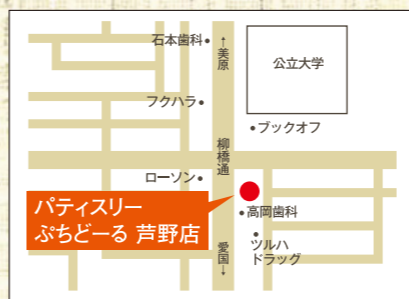 石本歯科
↑美原
公立大学
フクハラ
ブックオフ
柳橋通
ローソン
パティスリー
ぷちどーる 芦野店
高岡歯科
ツルハ
ドラッグ
愛国↓